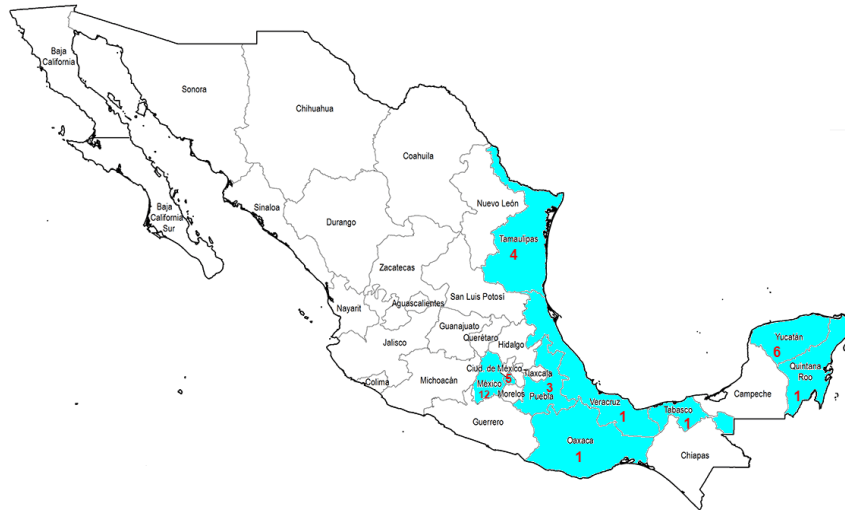 Baja
California
Sonora
Chihuahua
Coahuila
Baja
California
Sur
Sinaloa
Durango
Nuevo León
Tamaulipas
4
Zacatecas
San Luis Potosí
Nayarit
Aguascalientes
Guanajuato
Querétaro
Hidalgo
Jalisco
Colima
Michoacán
Ciud de México
5
México
12
Morelos
Tlaxcala
3
Puebla
Guerrero
Veracruz
1
Oaxaca
1
Tabasco
1
Chiapas
Campeche
Yucatán
6
Quintana
Roo
1